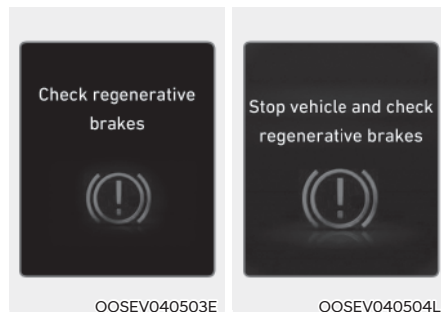 Check regenerative
brakes
Stop vehicle and check
regenerative brakes
OOSEV040503E
OOSEV040504L